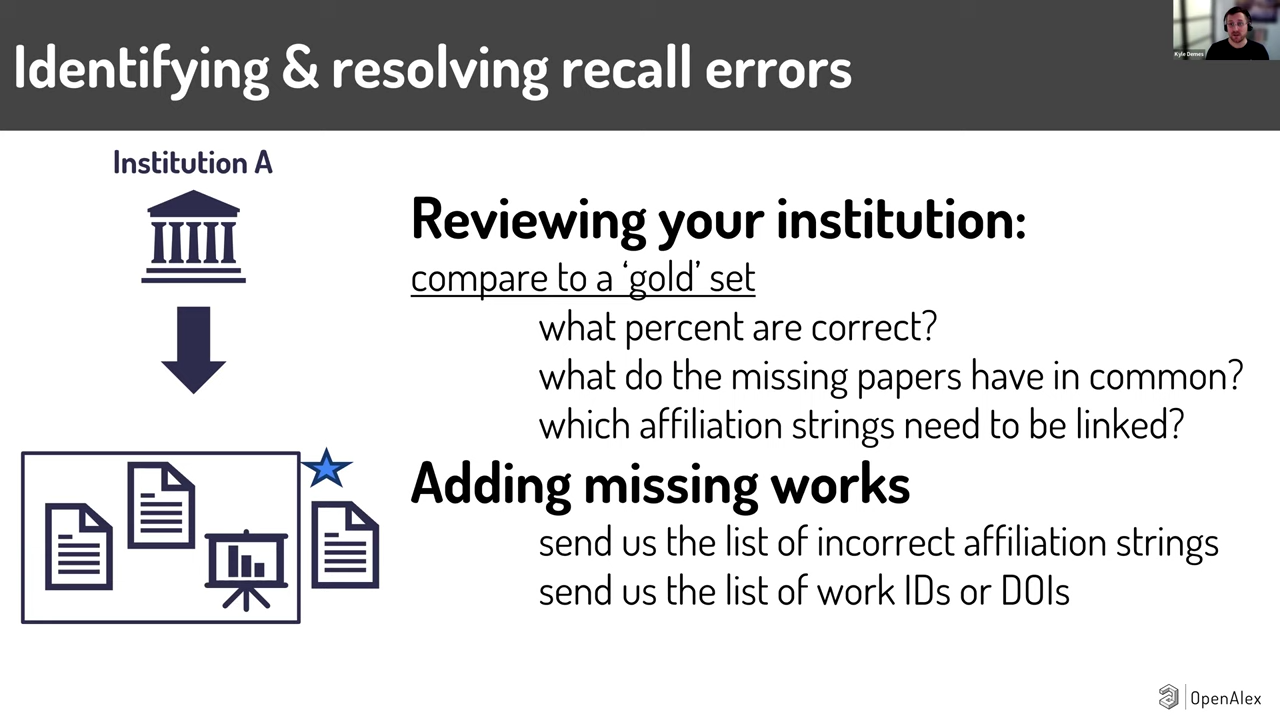 Identifying & resolving recall errors
Kyle Demes
Institution A
Reviewing your institution:
compare to a ‘gold’ set
what percent are correct?
what do the missing papers have in common?
which affiliation strings need to be linked?
Adding missing works
send us the list of incorrect affiliation strings
send us the list of work IDs or DOIs
OpenAlex